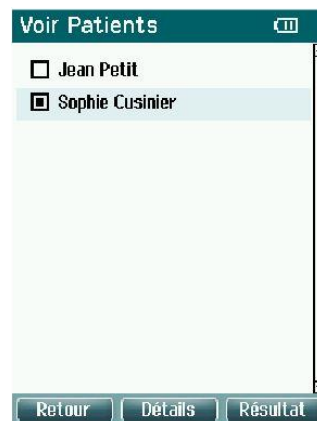 Voir Patients
Jean Petit
Sophie Cusinier
Retour Détails Résultat